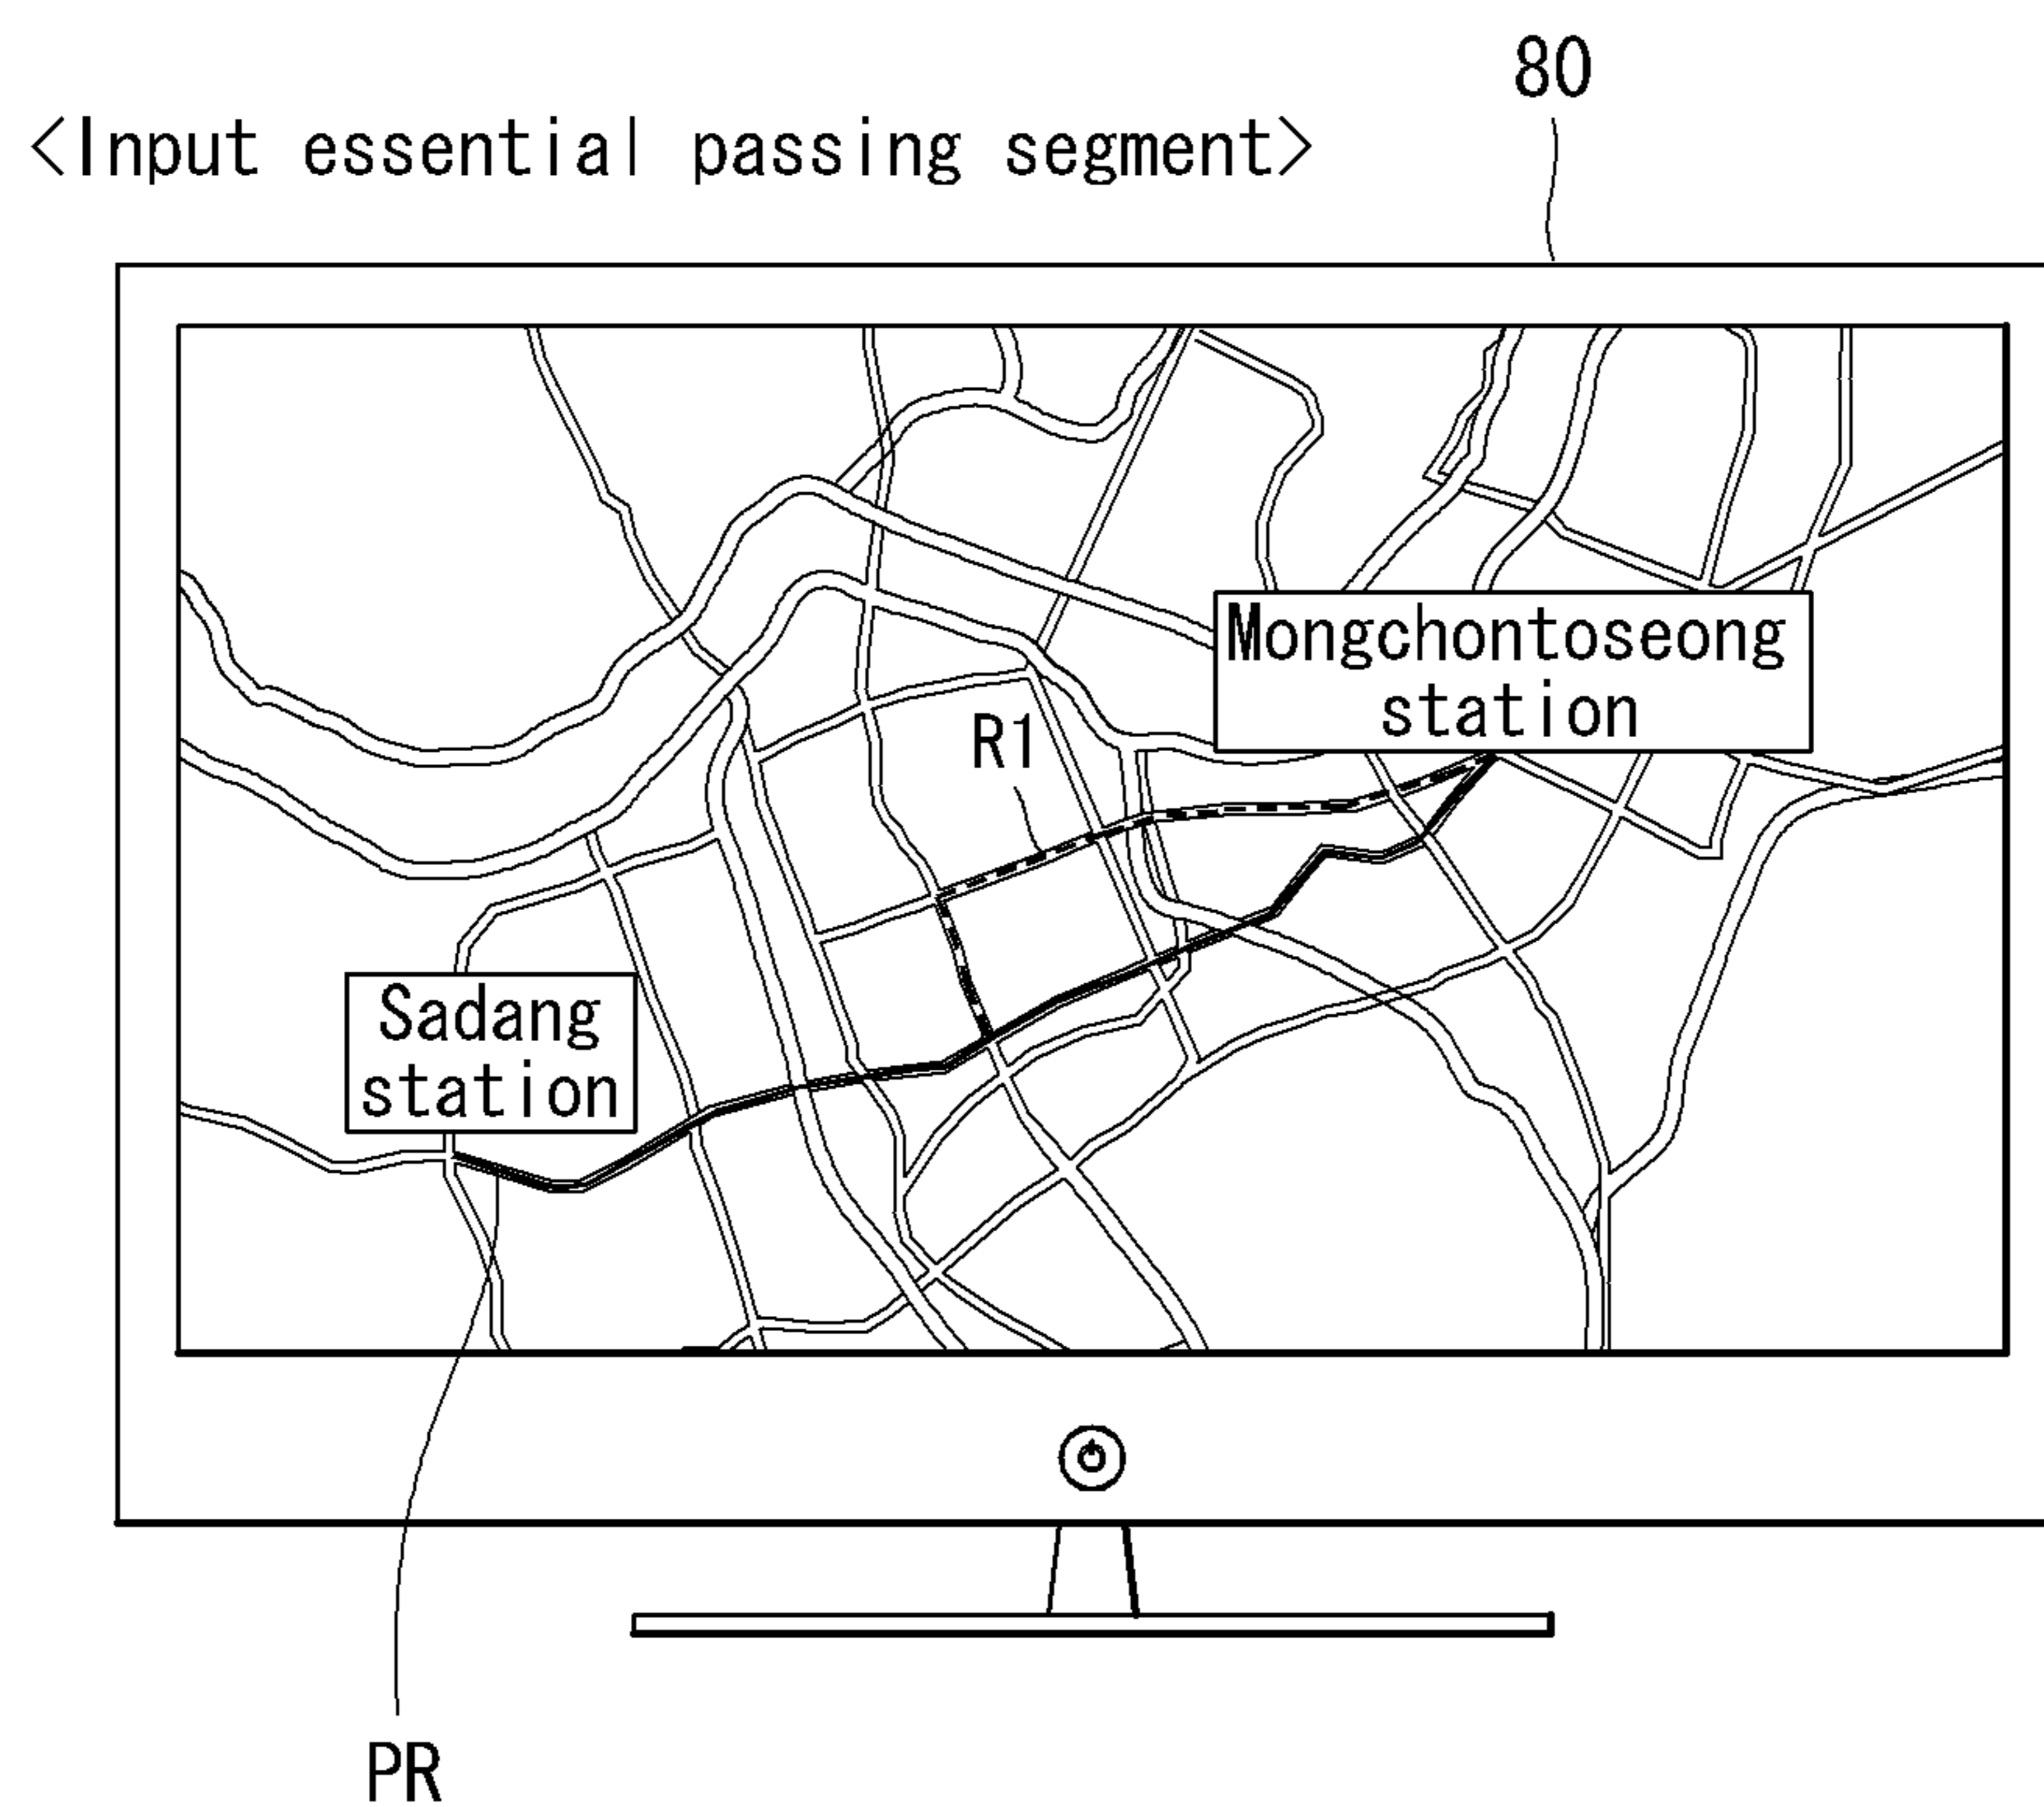 80
<Input essential passing segment>
Mongchontoseong
station
R1
Sadang
station
PR